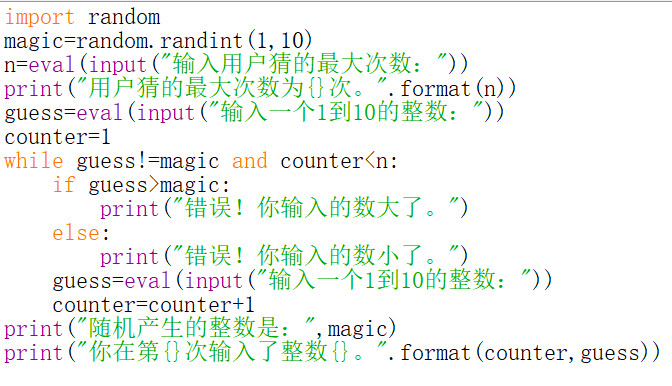 import random
magic=random.randint(1,10)
n=eval(input("输入用户猜的最大次数："))
print("用户猜的最大次数为{}次。".format(n))
guess=eval(input("输入一个1到10的整数："))
counter=1
while guess!=magic and counter<n:
    if guess>magic:
        print("错误！你输入的数大了。")
    else:
        print("错误！你输入的数小了。")
    guess=eval(input("输入一个1到10的整数："))
    counter=counter+1
print("随机产生的整数是：",magic)
print("你在第{}次输入了整数{}。".format(counter,guess))